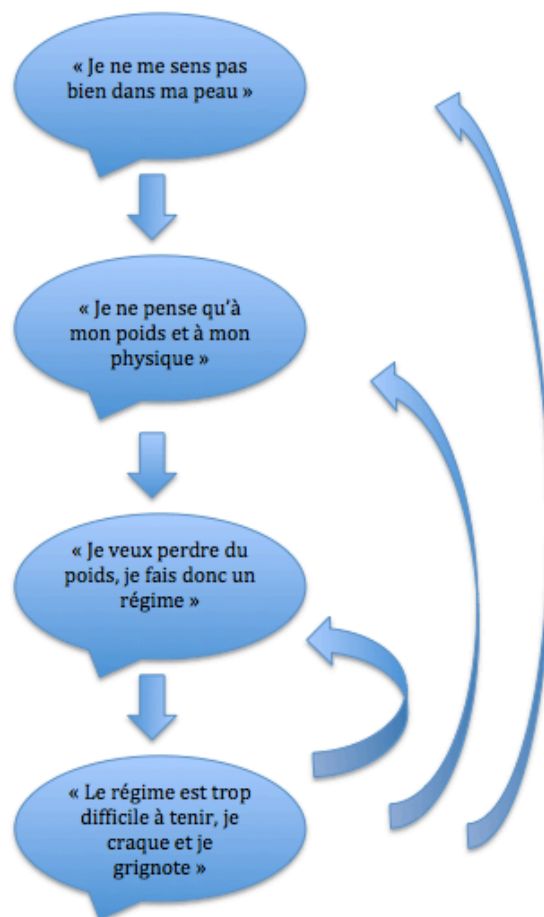 « Je ne me sens pas
bien dans ma peau »
« Je ne pense qu'à
mon poids et à mon
physique »
« Je veux perdre du
poids, je fais donc un
régime »
« Le régime est trop
difficile à tenir, je
craque et je
grignote »